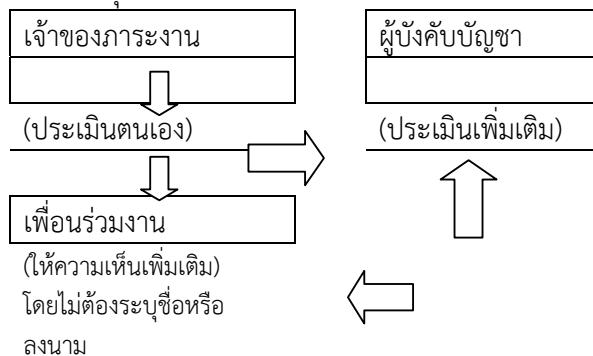 เจ้าของภาระงาน
ผู้บังคับบัญชา
(ประเมินตนเอง)
(ประเมินเพิ่มเติม)
เพื่อนร่วมงาน
(ให้ความเห็นเพิ่มเติม)
โดยไม่ต้องระบุชื่อหรือ
ลงนาม